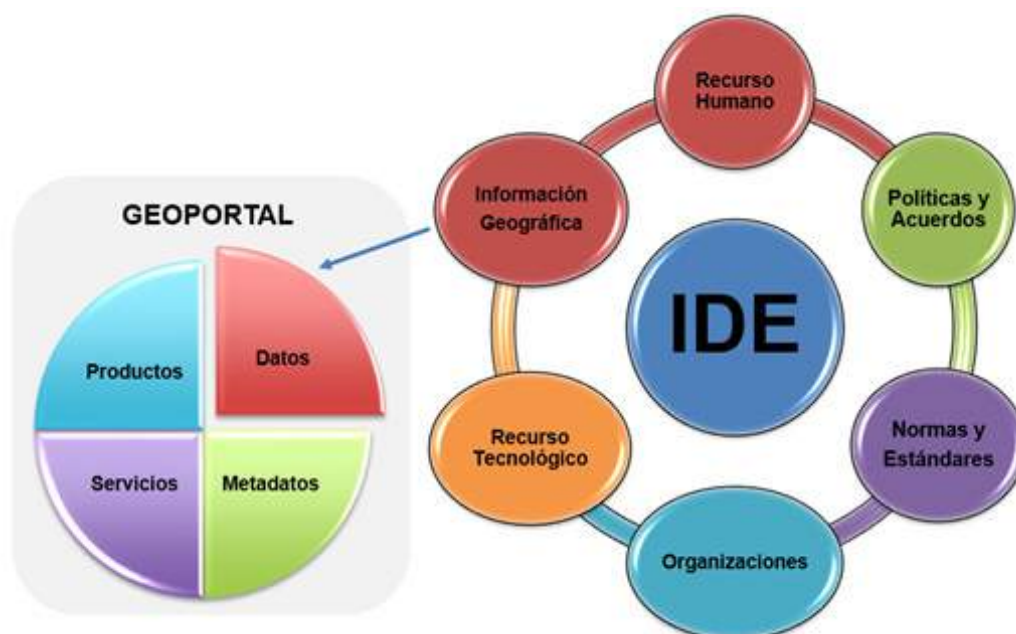 GEOPORTAL
Productos
Datos
Servicios
Metadatos
Recurso
Humano
Información
Geográfica
Políticas y
Acuerdos
IDE
Recurso
Tecnológico
Normas y
Estándares
Organizaciones